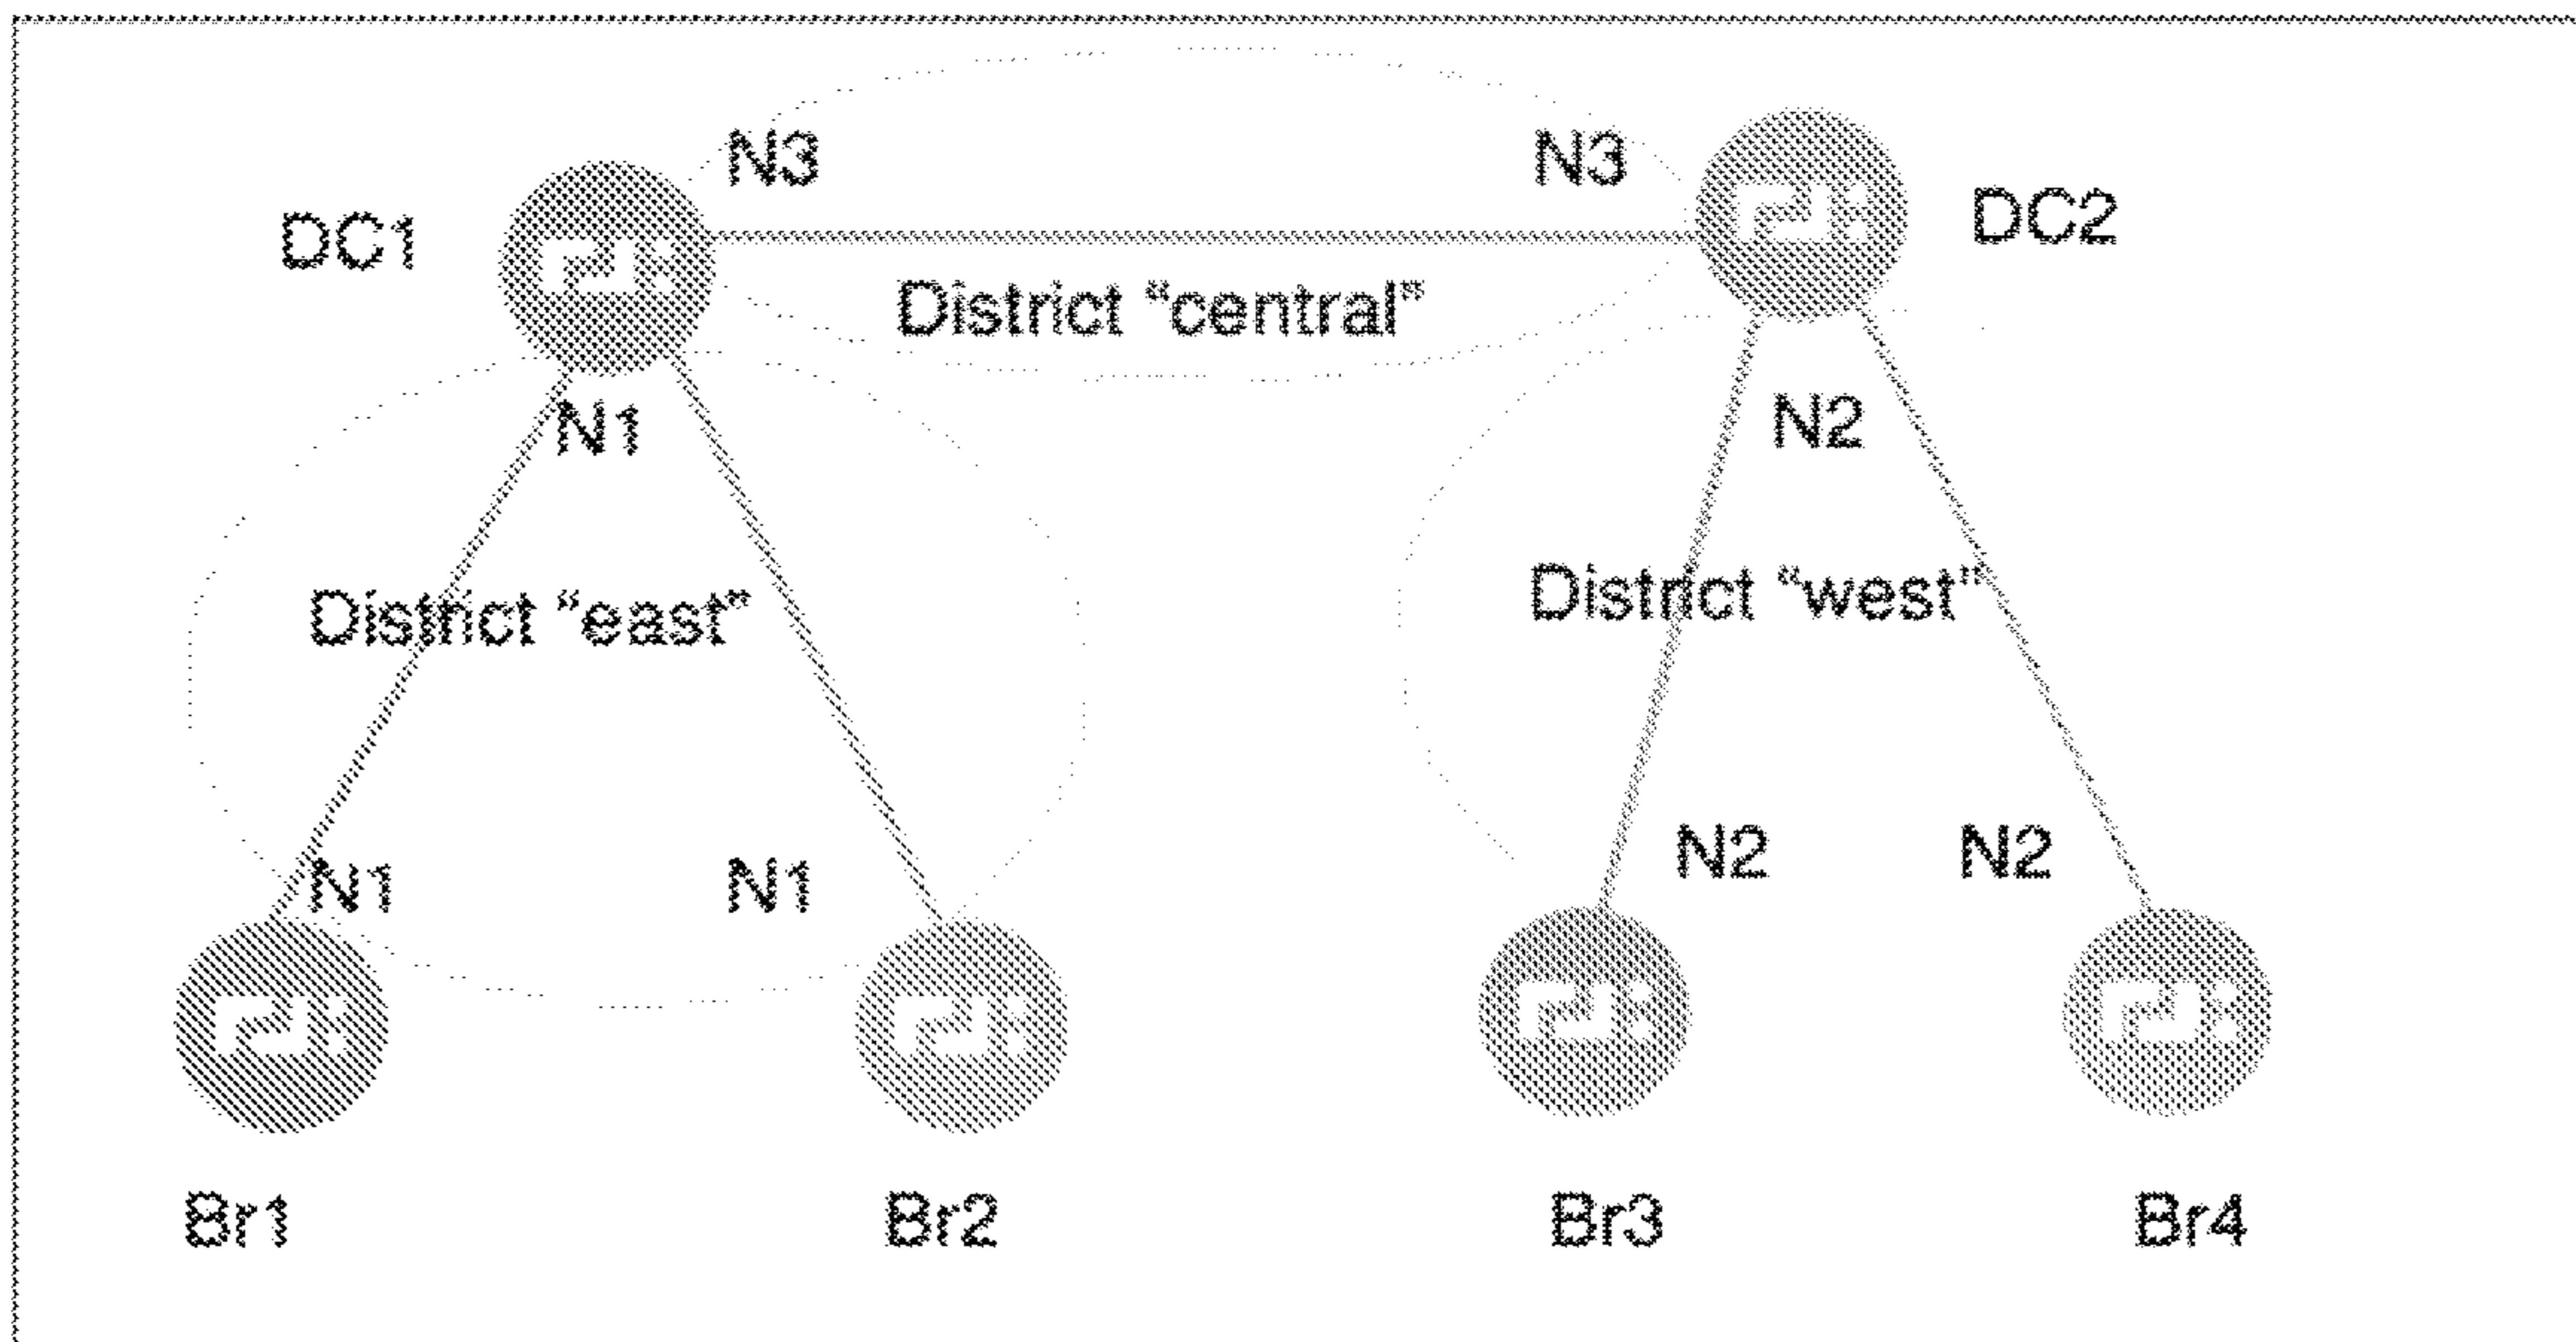 N3
N3
DC1
DC2
District “central”
N1
N2
District “east”
District “west”
N1
N1
N2
N2
Br1
Br2
Br3
Br4